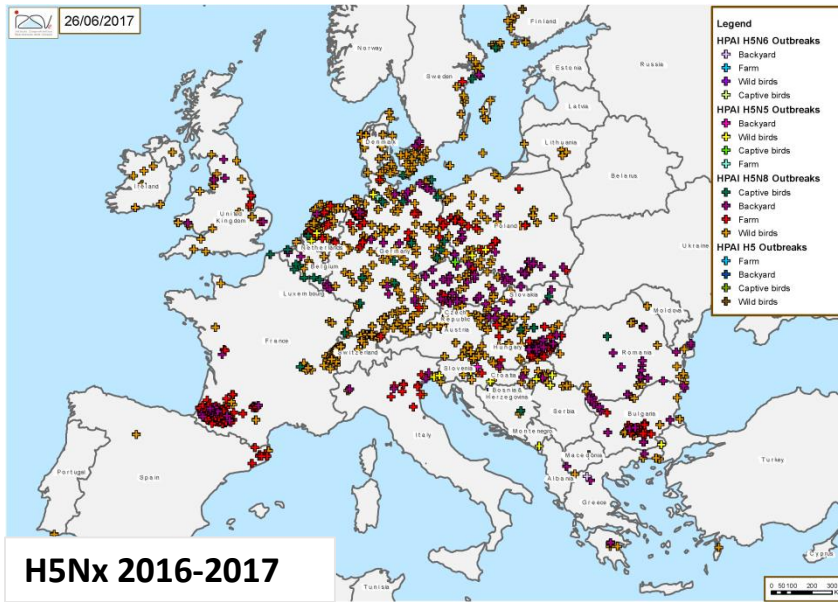 26/06/2017
Finland
Norway
Sweden
Estonia
Russia
Latvia
Denmark
Lithuania
Belarus
Ireland
United
Kingdom
Netherlands
Germany
Poland
Belgium
Ukraine
Luxembourg
Czech
Republic
Slovakia
Moldova
France
Switzerland
Austria
Hungary
Slovenia
Croatia
Romania
Bosnia &
Herzegovina
Serbia
Montenegro
Bulgaria
Italy
Macedonia
Albania
Portugal
Spain
Greece
Turkey
Tunisia
Cyprus
Legend
HPAI H5N6 Outbreaks
Backyard
Farm
Wild birds
Captive birds
HPAI H5N5 Outbreaks
Backyard
Wild birds
Captive birds
Farm
HPAI H5N8 Outbreaks
Captive birds
Backyard
Farm
Wild birds
HPAI H5 Outbreaks
Farm
Backyard
Captive birds
Wild birds
H5Nx 2016-2017
0 50 100 200 300